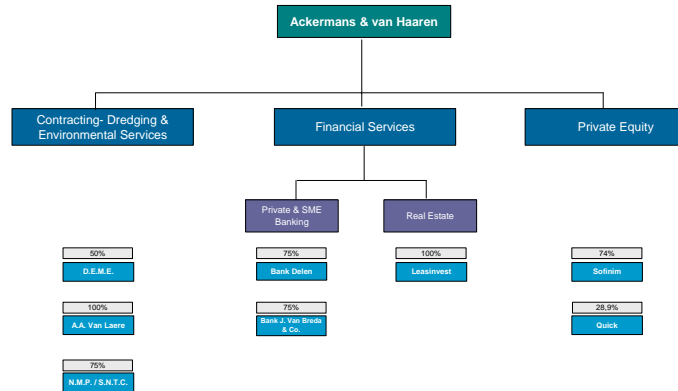 Ackermans & van Haaren
Contracting- Dredging &
Environmental Services
Financial Services
Private Equity
Private & SME
Banking
Real Estate
50%
D.E.M.E.
75%
Bank Delen
100%
Leasinvest
74%
Sofinim
100%
A.A. Van Laere
75%
Bank J. Van Breda
& Co.
28,9%
Quick
75%
N.M.P. / S.N.T.C.